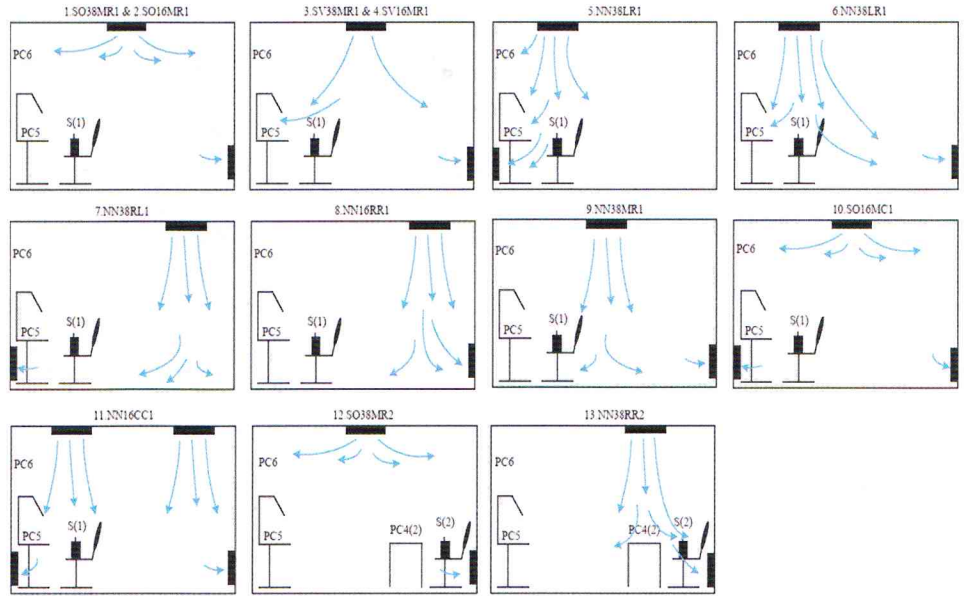 1.SO38MR1 & 2.SO16MR1
PC6
PC5
S(1)
3.SV38MR1 & 4.SV16MR1
PC6
PC5
S(1)
5.NN38LR1
PC6
PC5
S(1)
6.NN38LR1
PC6
PC5
S(1)
7.NN38RL1
PC6
PC5
S(1)
8.NN16RR1
PC6
PC5
S(1)
9.NN38MR1
PC6
PC5
S(1)
10.SO16MC1
PC6
PC5
S(1)
11.NN16CC1
PC6
PC5
S(1)
12.SO38MR2
PC6
PC5
PC4(2)
S(2)
13.NN38RR2
PC6
PC5
PC4(2)
S(2)